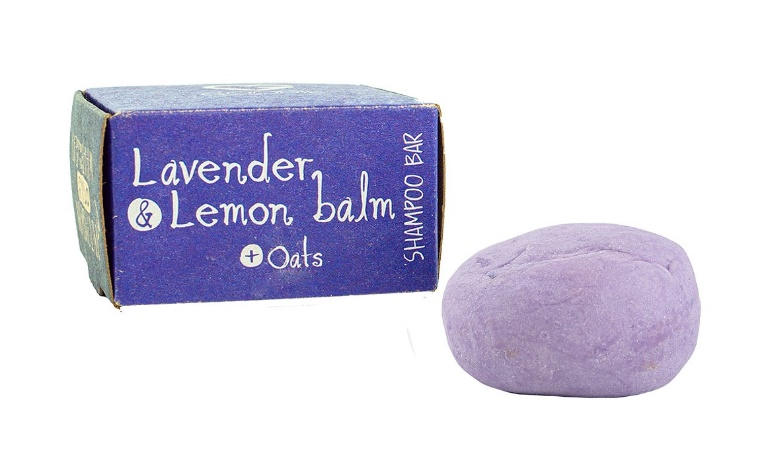 Lavender
& Lemon balm
+ Oats
SHAMPOO BAR